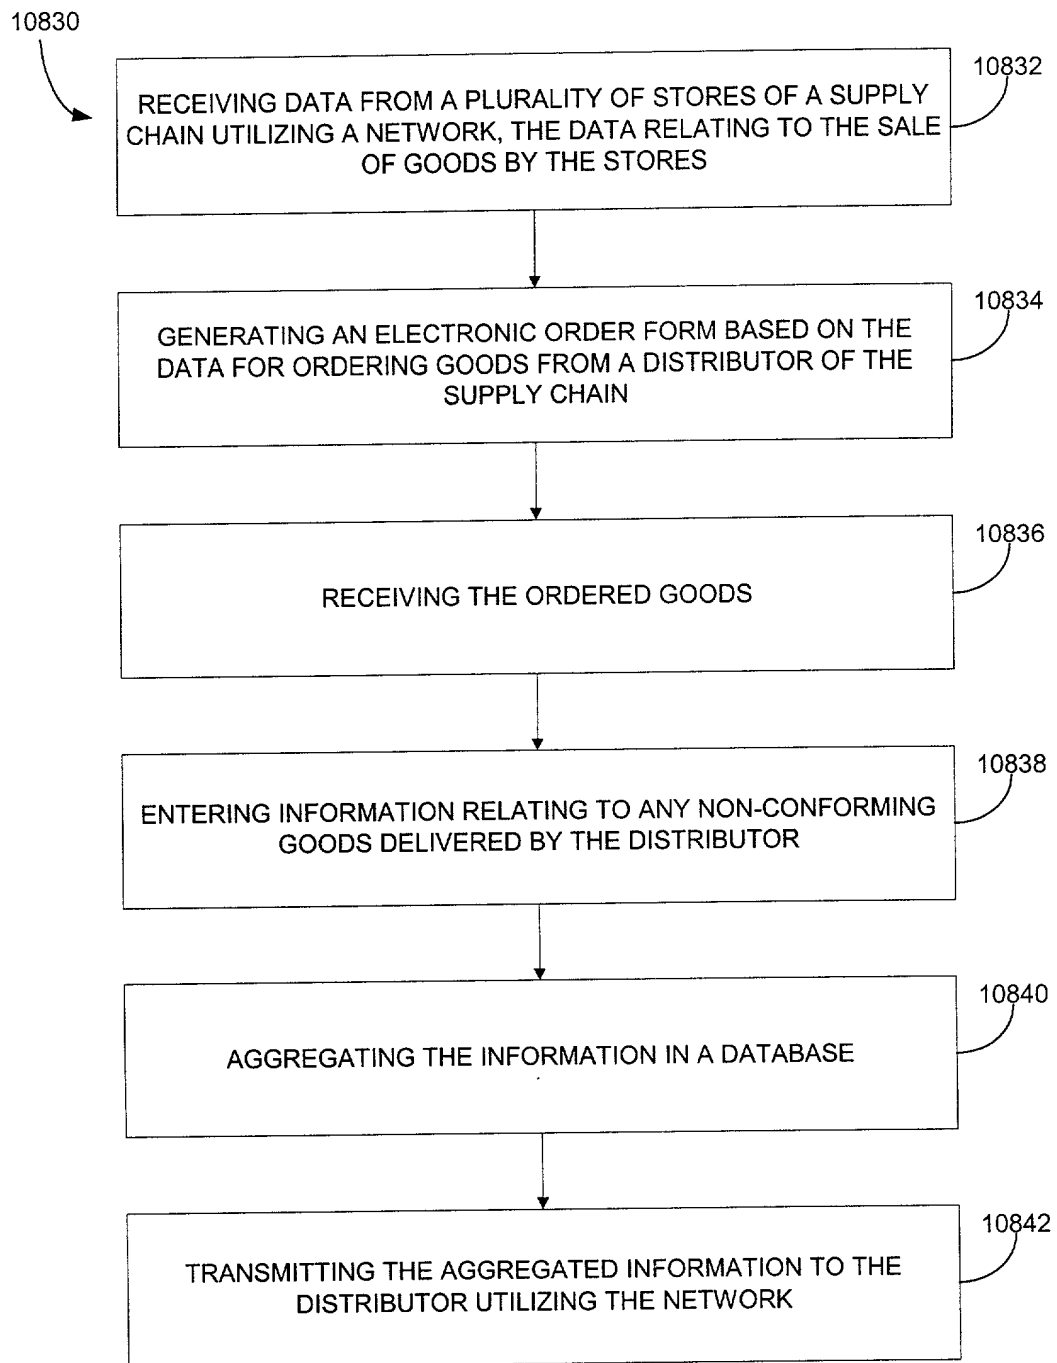 10830
10832
RECEIVING DATA FROM A PLURALITY OF STORES OF A SUPPLY
CHAIN UTILIZING A NETWORK, THE DATA RELATING TO THE SALE
OF GOODS BY THE STORES
10834
GENERATING AN ELECTRONIC ORDER FORM BASED ON THE
DATA FOR ORDERING GOODS FROM A DISTRIBUTOR OF THE
SUPPLY CHAIN
10836
RECEIVING THE ORDERED GOODS
10838
ENTERING INFORMATION RELATING TO ANY NON-CONFORMING
GOODS DELIVERED BY THE DISTRIBUTOR
10840
AGGREGATING THE INFORMATION IN A DATABASE
10842
TRANSMITTING THE AGGREGATED INFORMATION TO THE
DISTRIBUTOR UTILIZING THE NETWORK